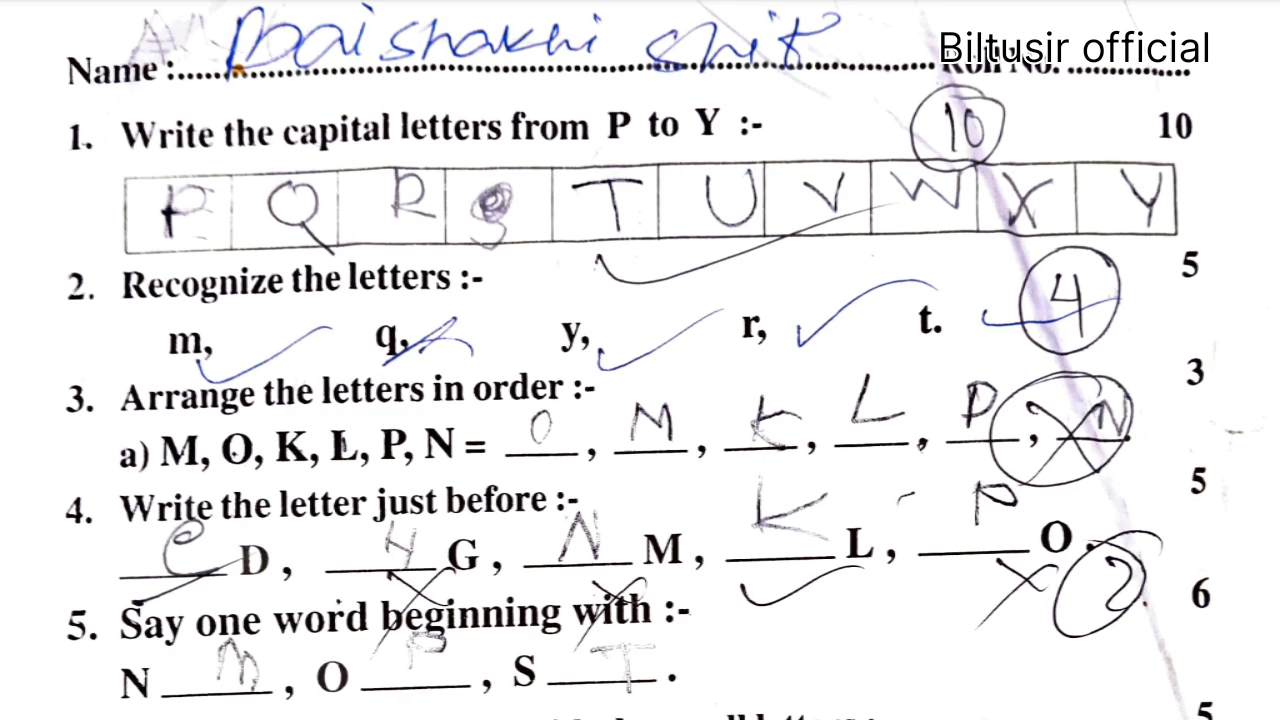 Biltusir official
Name :.......Baishakhi Shit................ Roll No. ..............
1. Write the capital letters from P to Y :- 10 10
P Q R S T U V W X Y
2. Recognize the letters :- 5
m, q, y, r, t. 4
3. Arrange the letters in order :- 3
a) M, O, K, L, P, N = O, M, K, L, P, N
4. Write the letter just before :- 5
C D, H G, N M, K L, P O. 2
5. Say one word beginning with :- 6
N M, O P, S T.
5